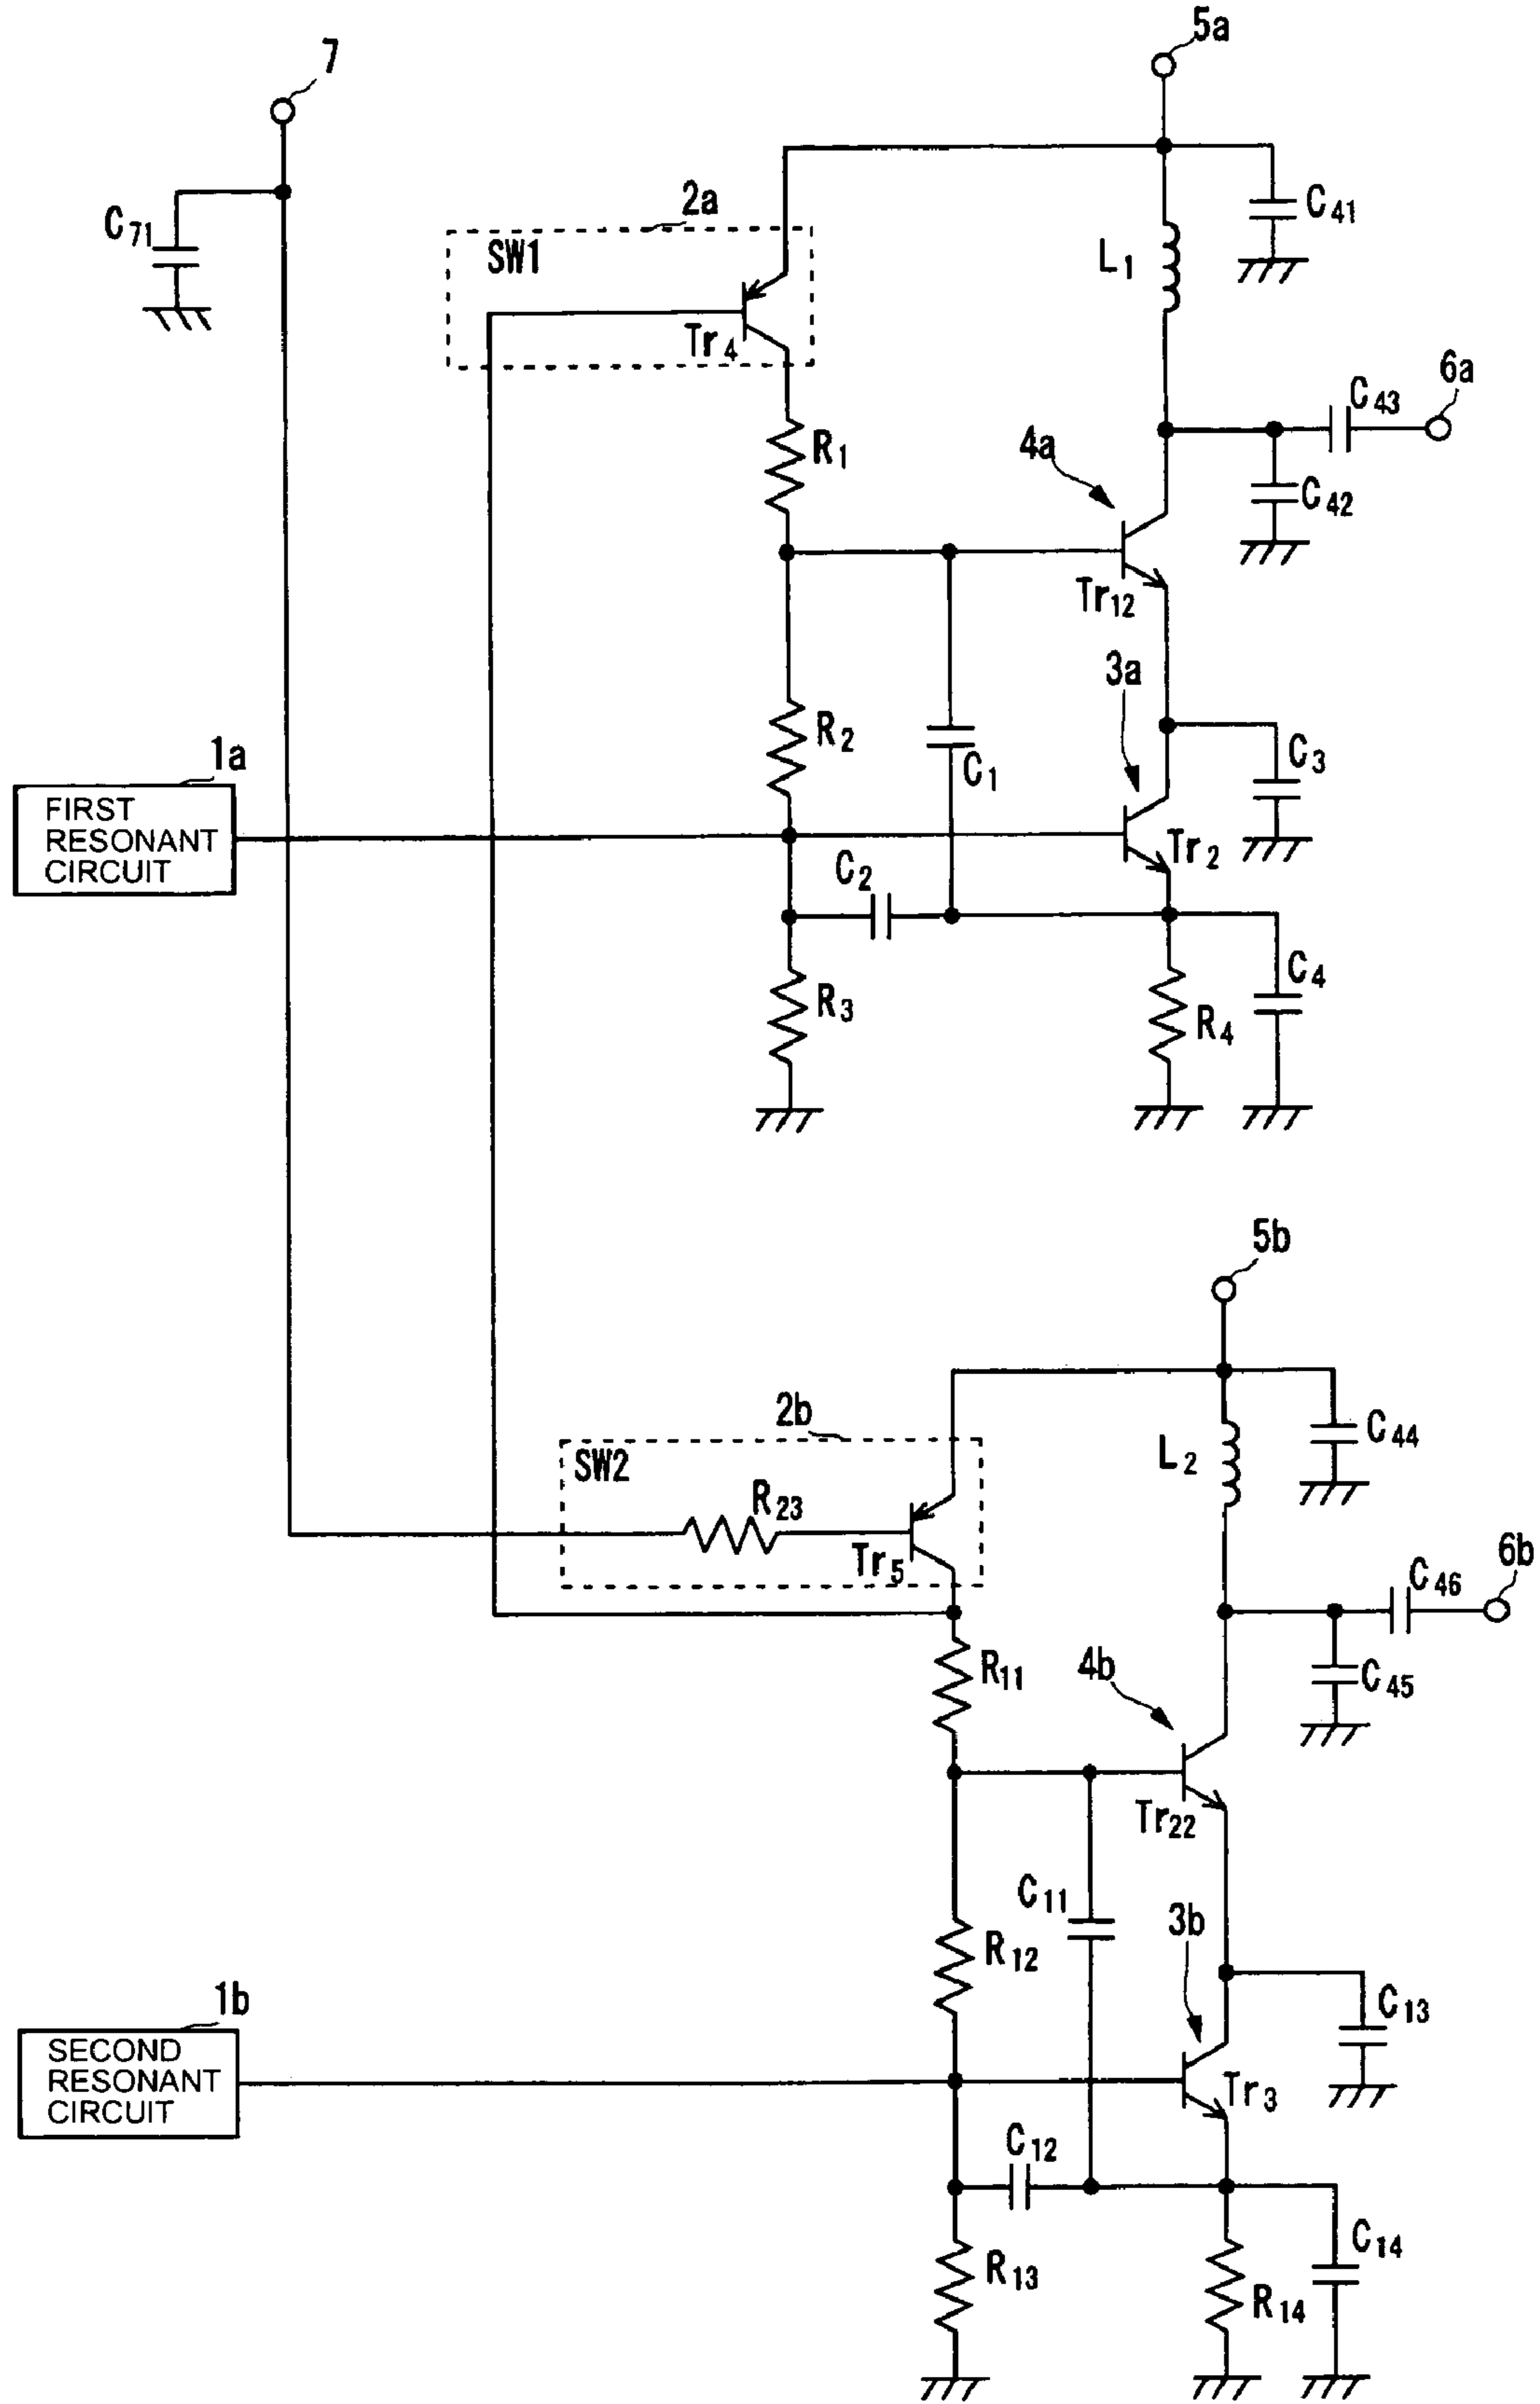 5a
7
C71
2a
SW1
C41
L1
Tr4
6a
C43
R1
4a
C42
Tr12
3a
R2
C1
C3
1a
FIRST
RESONANT
CIRCUIT
Tr2
C2
R3
C4
R4
5b
2b
C44
L2
SW2
R23
Tr5
6b
C46
R11
4b
C45
Tr22
C11
3b
R12
C13
1b
SECOND
RESONANT
CIRCUIT
Tr3
C12
C14
R13
R14